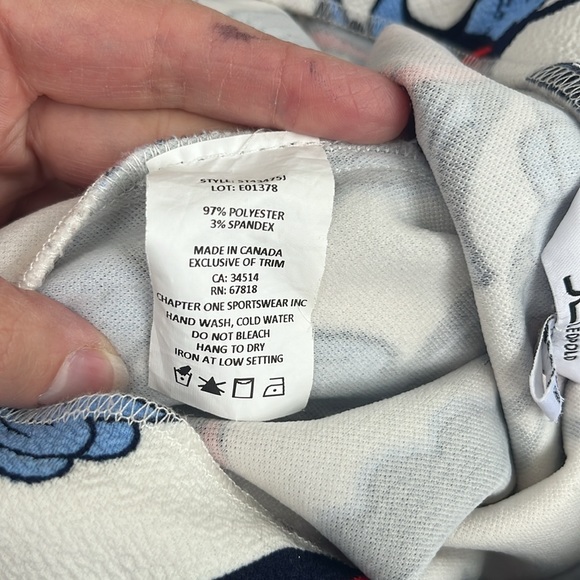 STYLE:
LOT: E01378
97% POLYESTER
3% SPANDEX
MADE IN CANADA
EXCLUSIVE OF TRIM
CA: 34514
RN: 67818
CHAPTER ONE SPORTSWEAR INC
HAND WASH, COLD WATER
DO NOT BLEACH
HANG TO DRY
IRON AT LOW SETTING